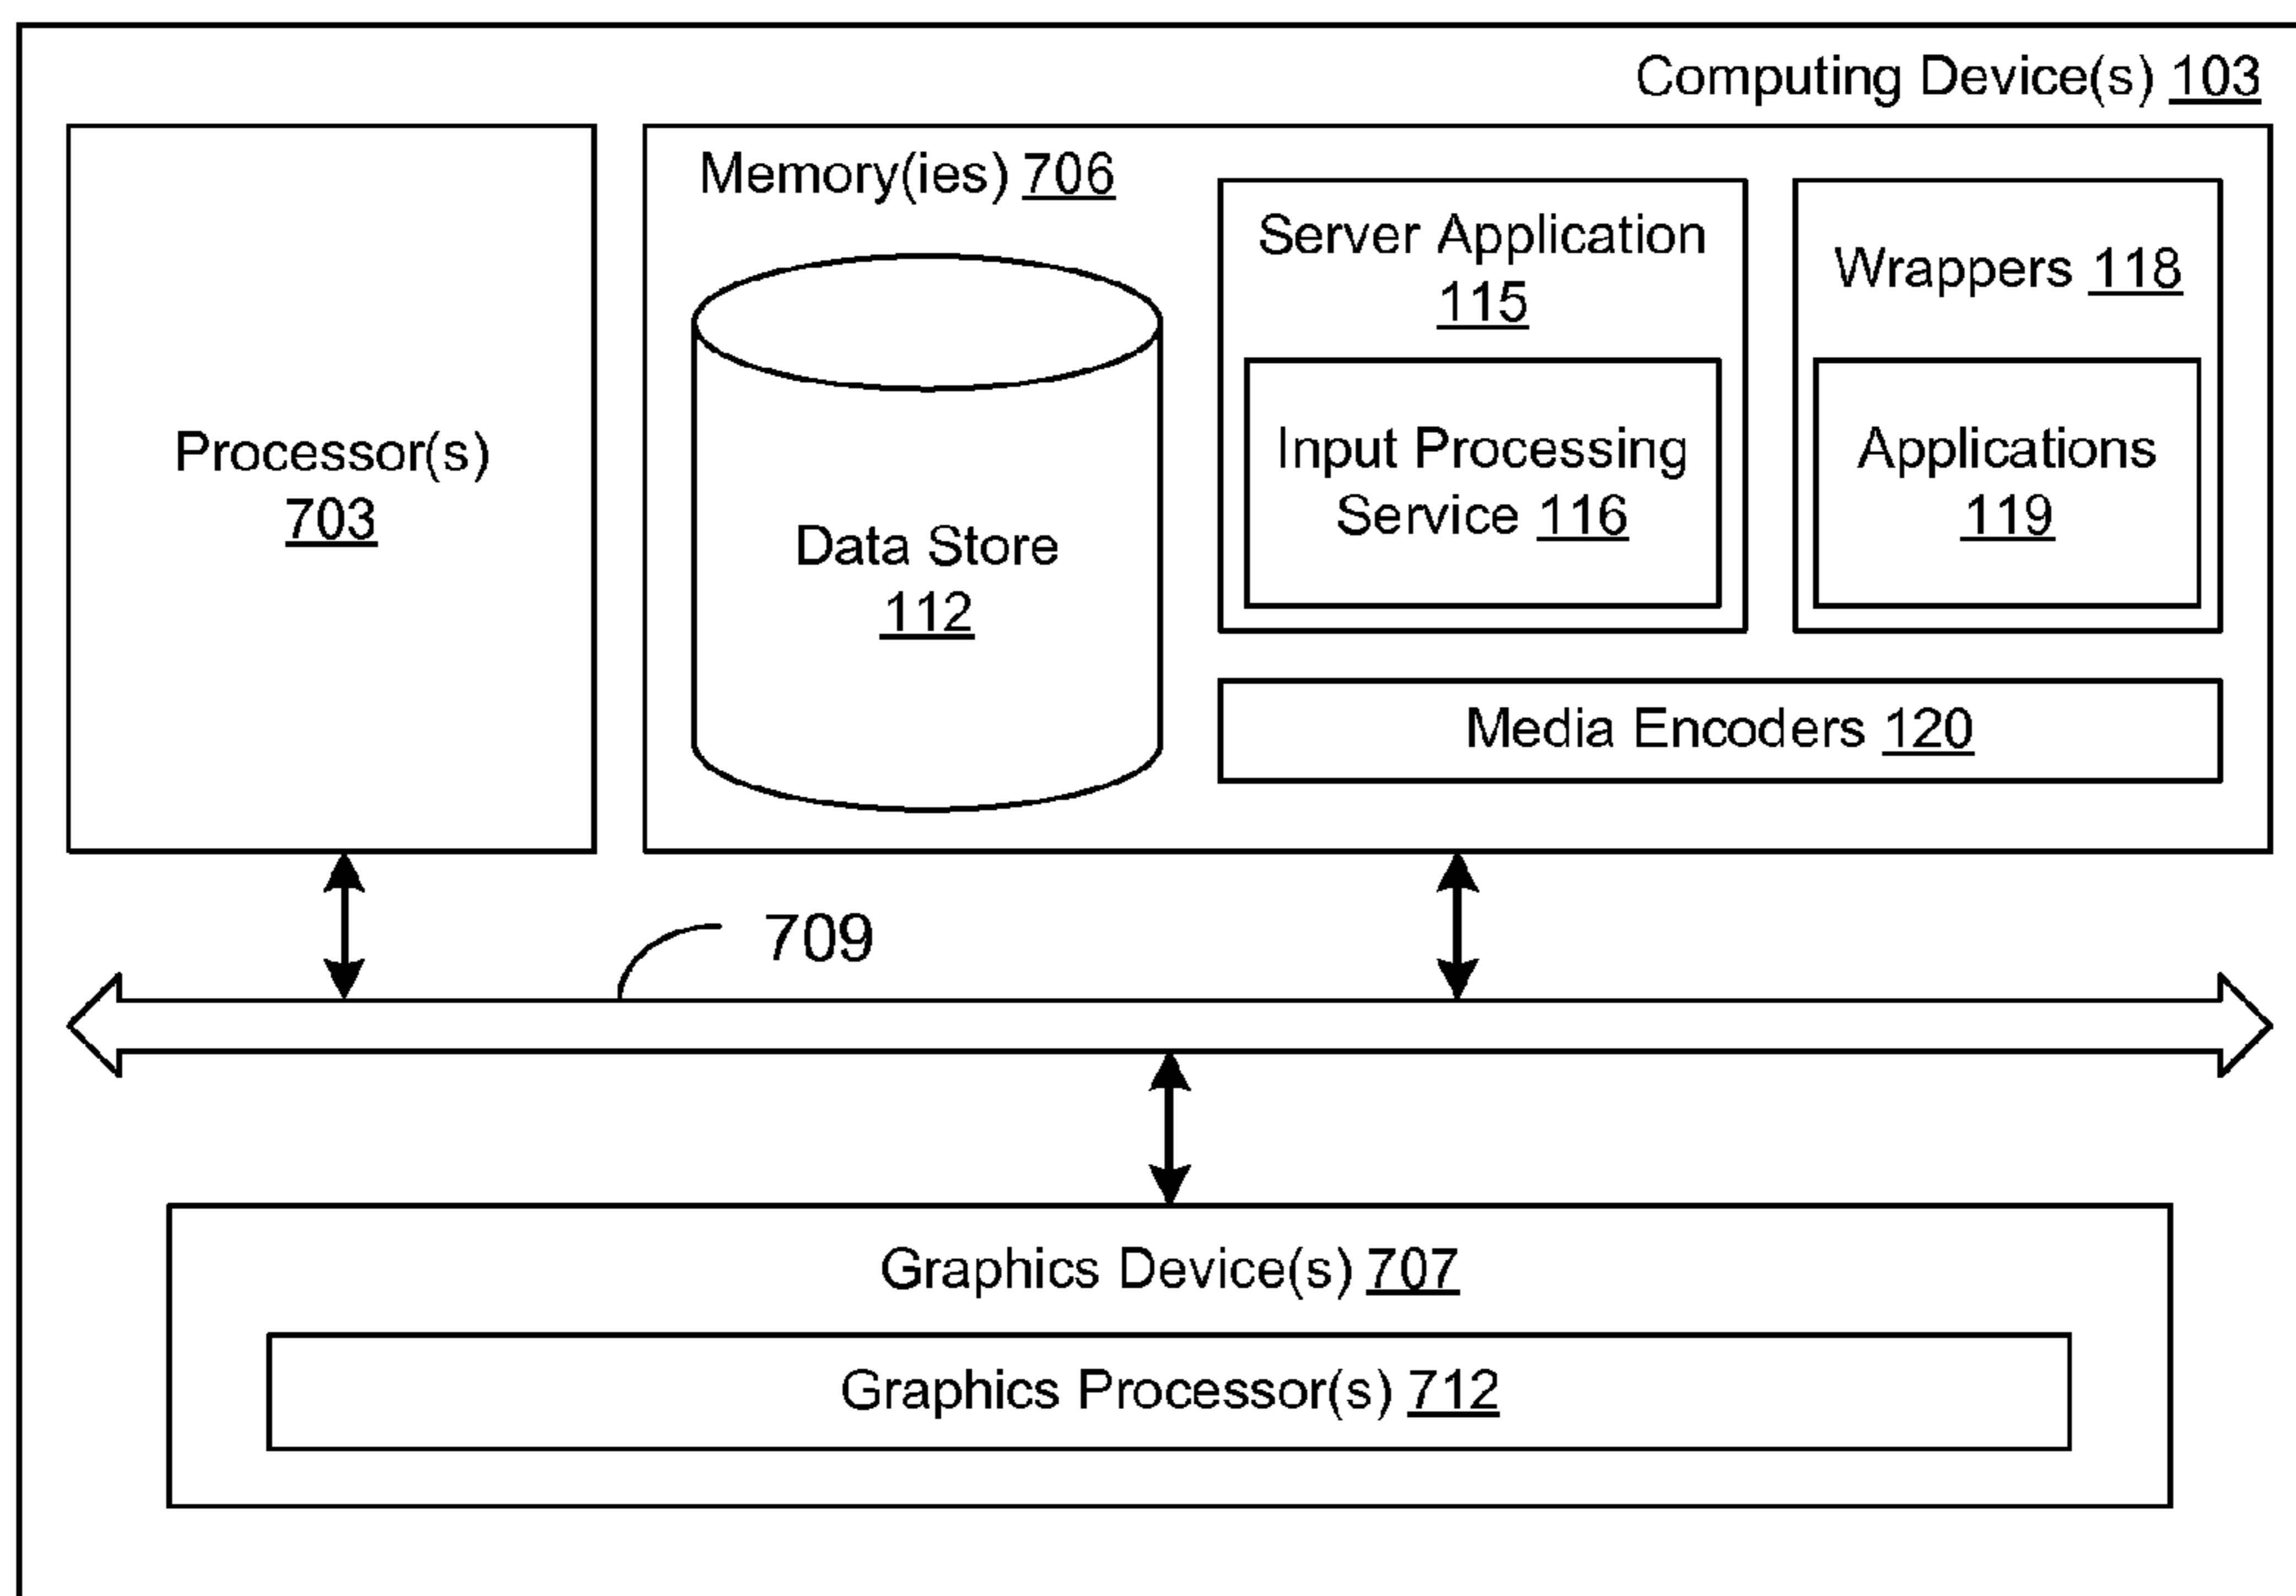 Computing Device(s) 103
Processor(s)
703
Memory(ies) 706
Data Store
112
Server Application
115
Input Processing
Service 116
Wrappers 118
Applications
119
Media Encoders 120
709
Graphics Device(s) 707
Graphics Processor(s) 712